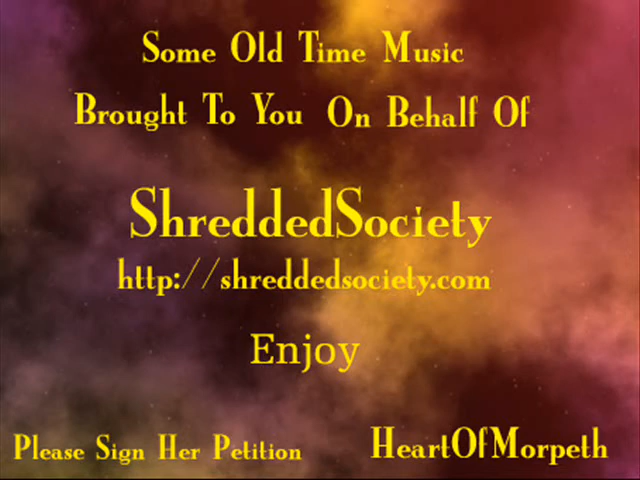 Some Old Time Music
Brought To You On Behalf Of
ShreddedSociety
http://shreddedsociety.com
Enjoy
Please Sign Her Petition
HeartOfMorpeth